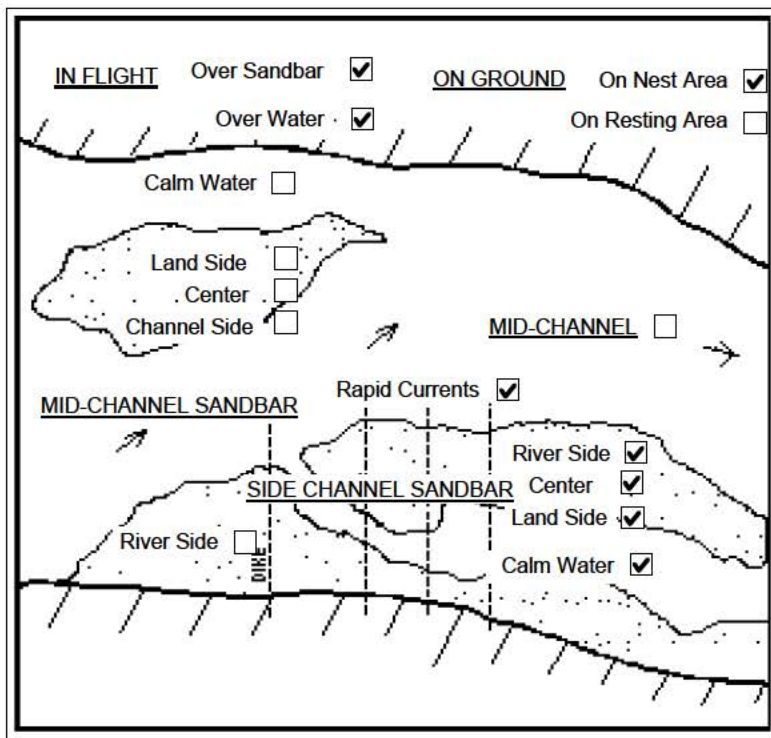 IN FLIGHT Over Sandbar ON GROUND On Nest Area
Over Water On Resting Area
Calm Water
Land Side
Center
Channel Side
MID-CHANNEL
Rapid Currents
MID-CHANNEL SANDBAR
River Side
SIDE CHANNEL SANDBAR Center
Land Side
River Side
DIKE
Calm Water